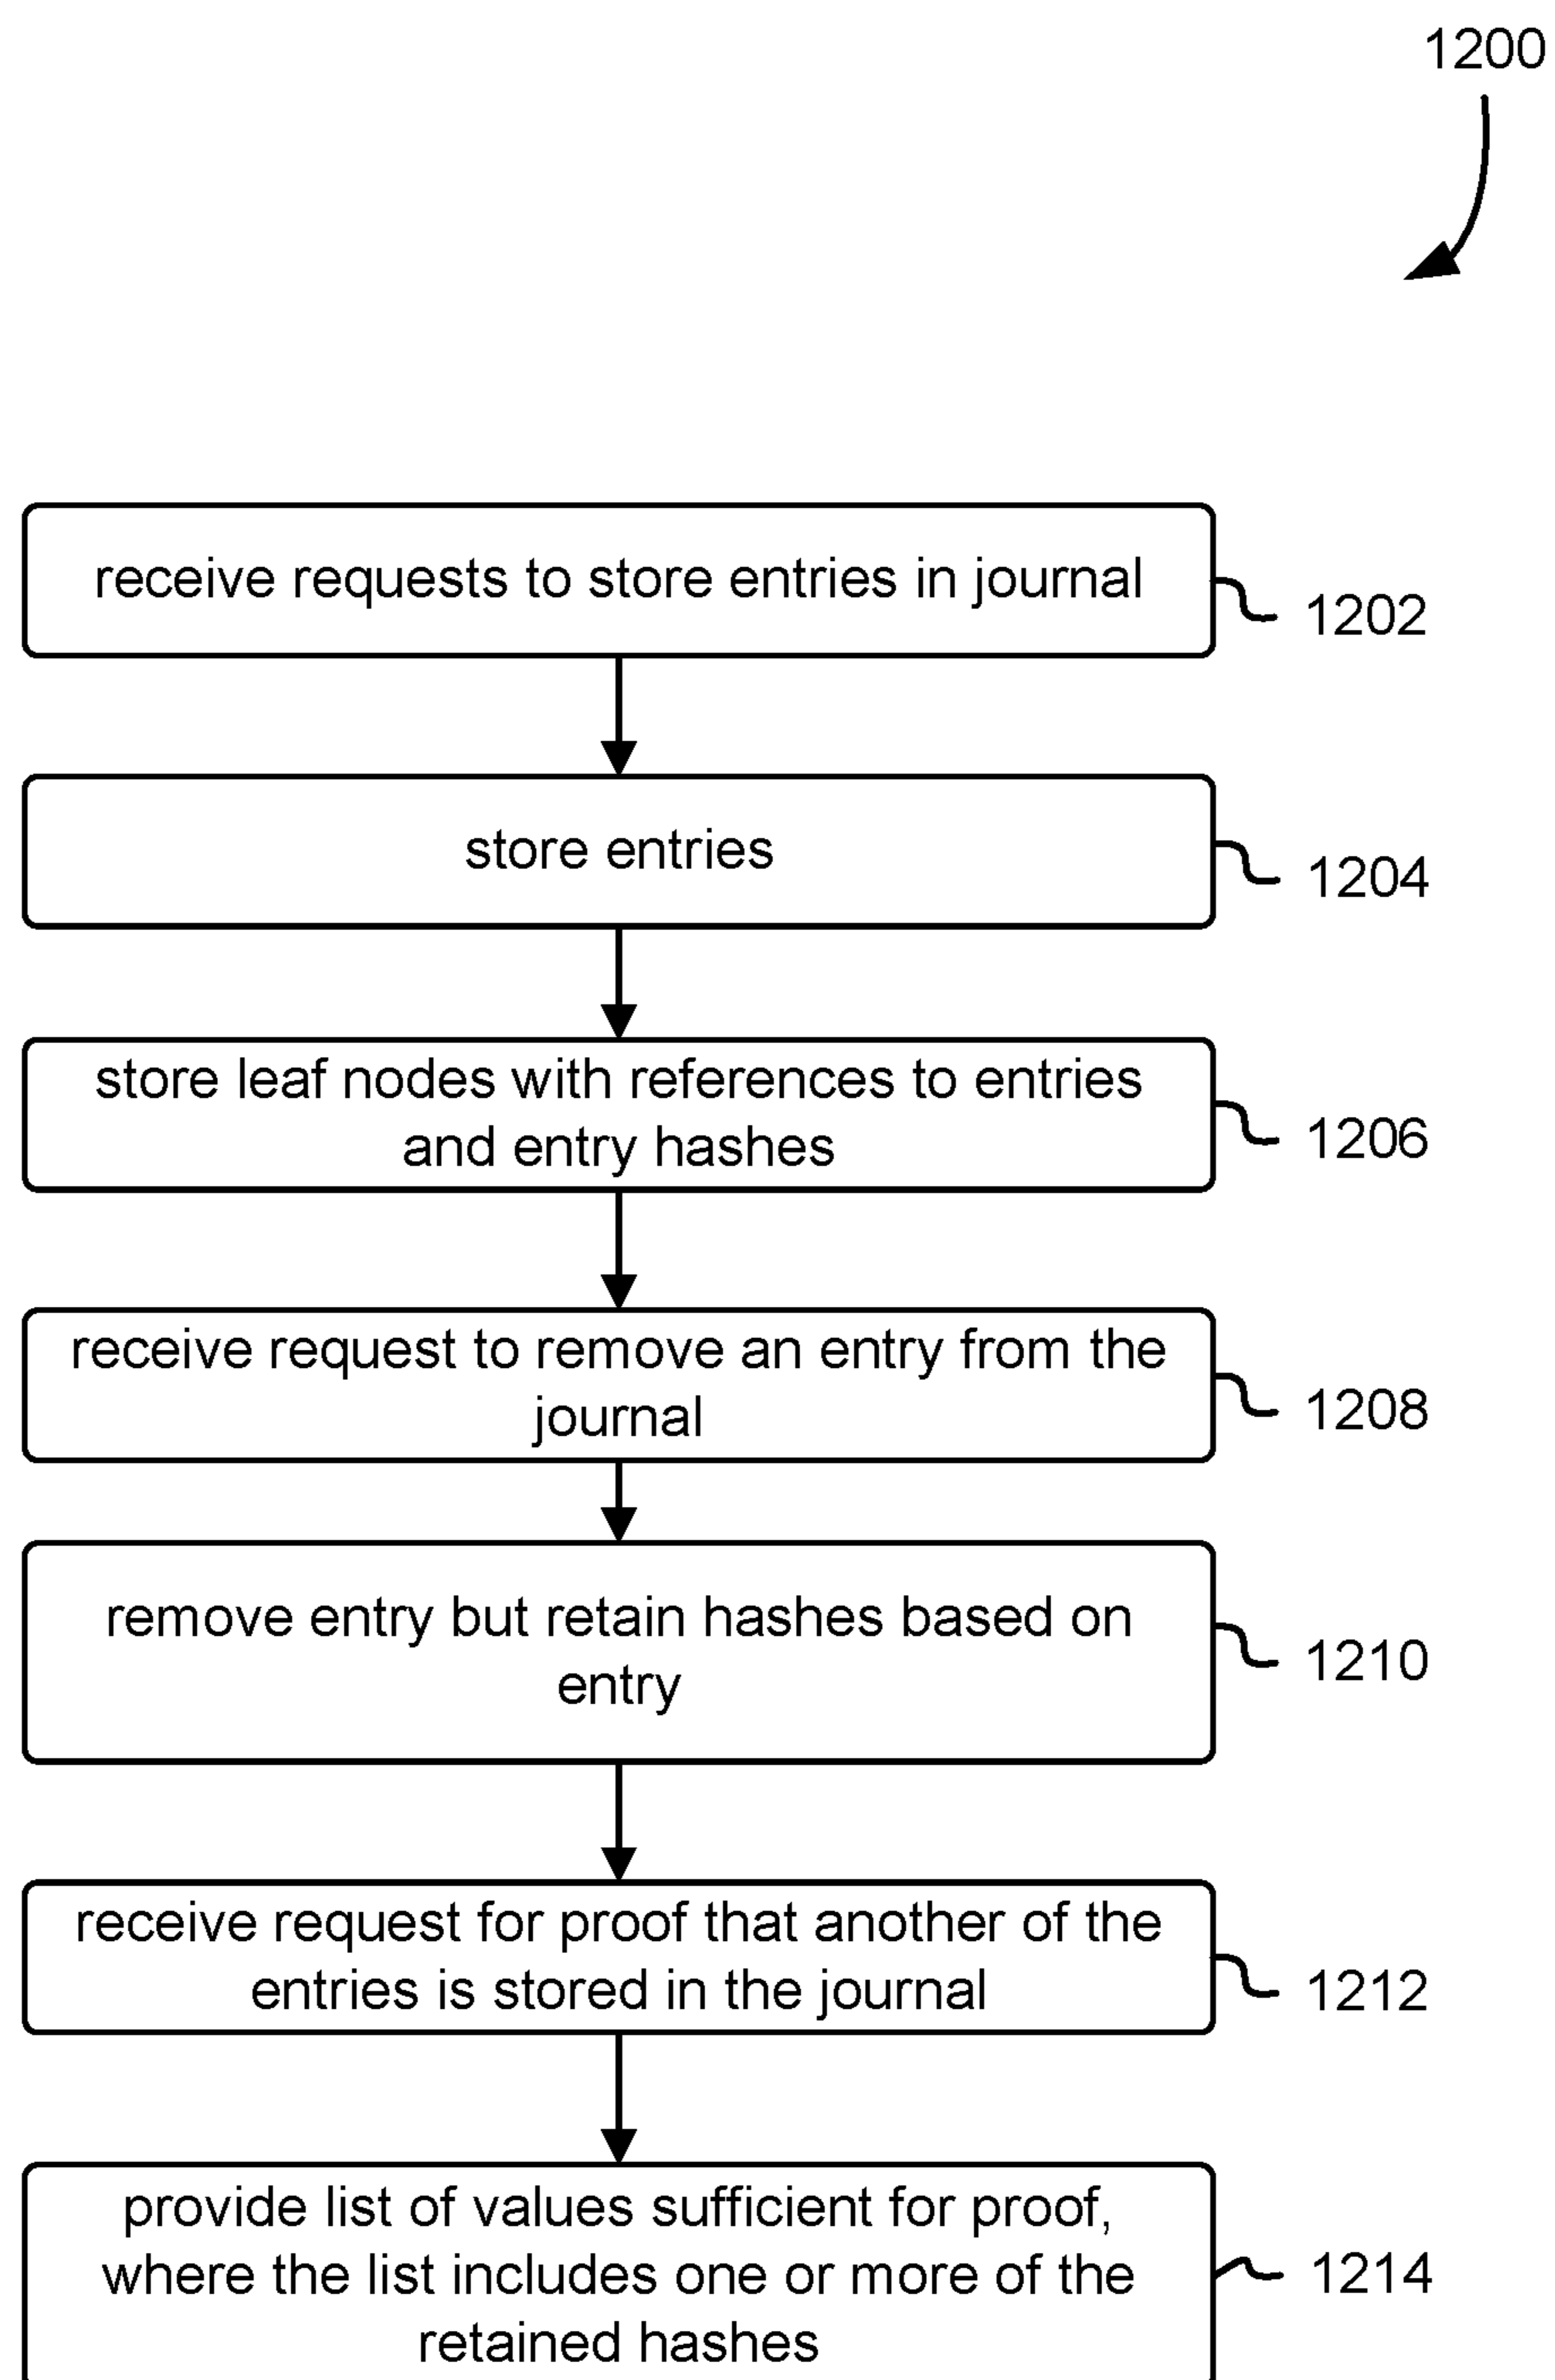 1200
receive requests to store entries in journal
1202
store entries
1204
store leaf nodes with references to entries
and entry hashes
1206
receive request to remove an entry from the
journal
1208
remove entry but retain hashes based on
entry
1210
receive request for proof that another of the
entries is stored in the journal
1212
provide list of values sufficient for proof,
where the list includes one or more of the
retained hashes
1214